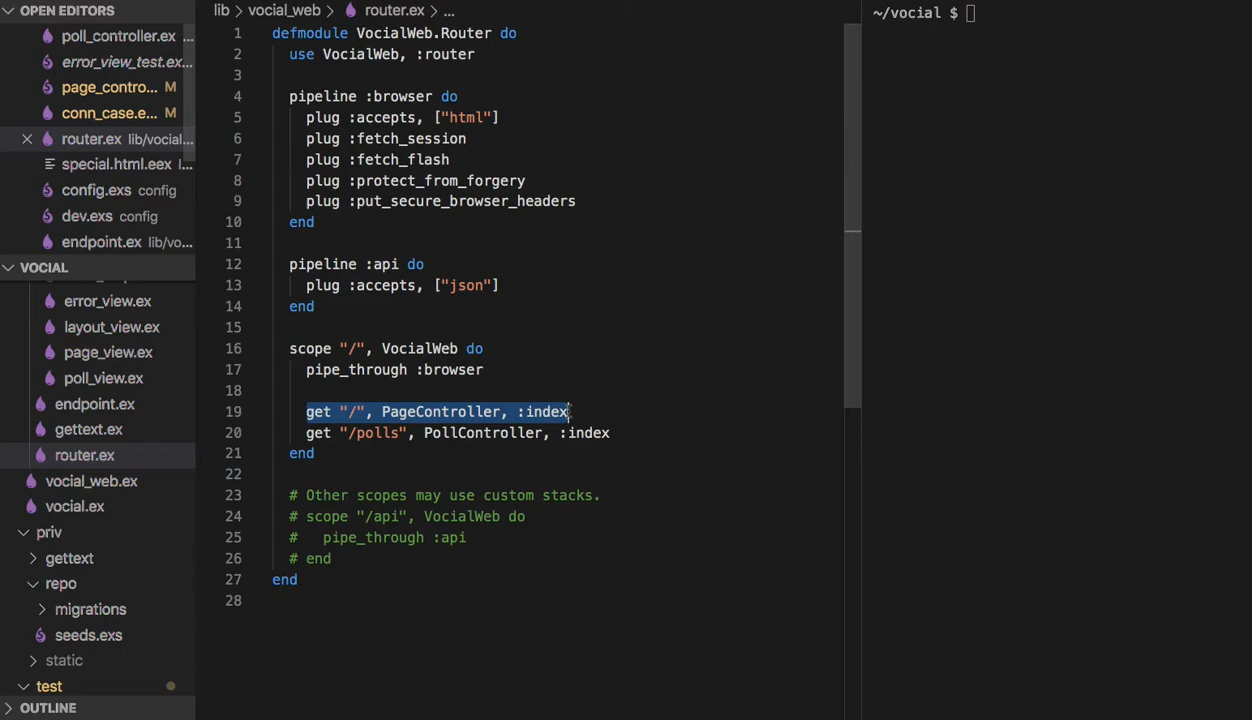 OPEN EDITORS
poll_controller.ex ...
error_view_test.ex...
page_contro... M
conn_case.e... M
router.ex lib/vocial...
special.html.eex l...
config.exs config
dev.exs config
endpoint.ex lib/vo...
VOCIAL
error_view.ex
layout_view.ex
page_view.ex
poll_view.ex
endpoint.ex
gettext.ex
router.ex
vocial_web.ex
vocial.ex
priv
gettext
repo
migrations
seeds.exs
static
test
OUTLINE
lib > vocial_web > router.ex > ...
1 defmodule VocialWeb.Router do
2 use VocialWeb, :router
3
4 pipeline :browser do
5 plug :accepts, ["html"]
6 plug :fetch_session
7 plug :fetch_flash
8 plug :protect_from_forgery
9 plug :put_secure_browser_headers
10 end
11
12 pipeline :api do
13 plug :accepts, ["json"]
14 end
15
16 scope "/", VocialWeb do
17 pipe_through :browser
18
19 get "/", PageController, :index
20 get "/polls", PollController, :index
21 end
22
23 # Other scopes may use custom stacks.
24 # scope "/api", VocialWeb do
25 #   pipe_through :api
26 # end
27 end
28
~/vocial $